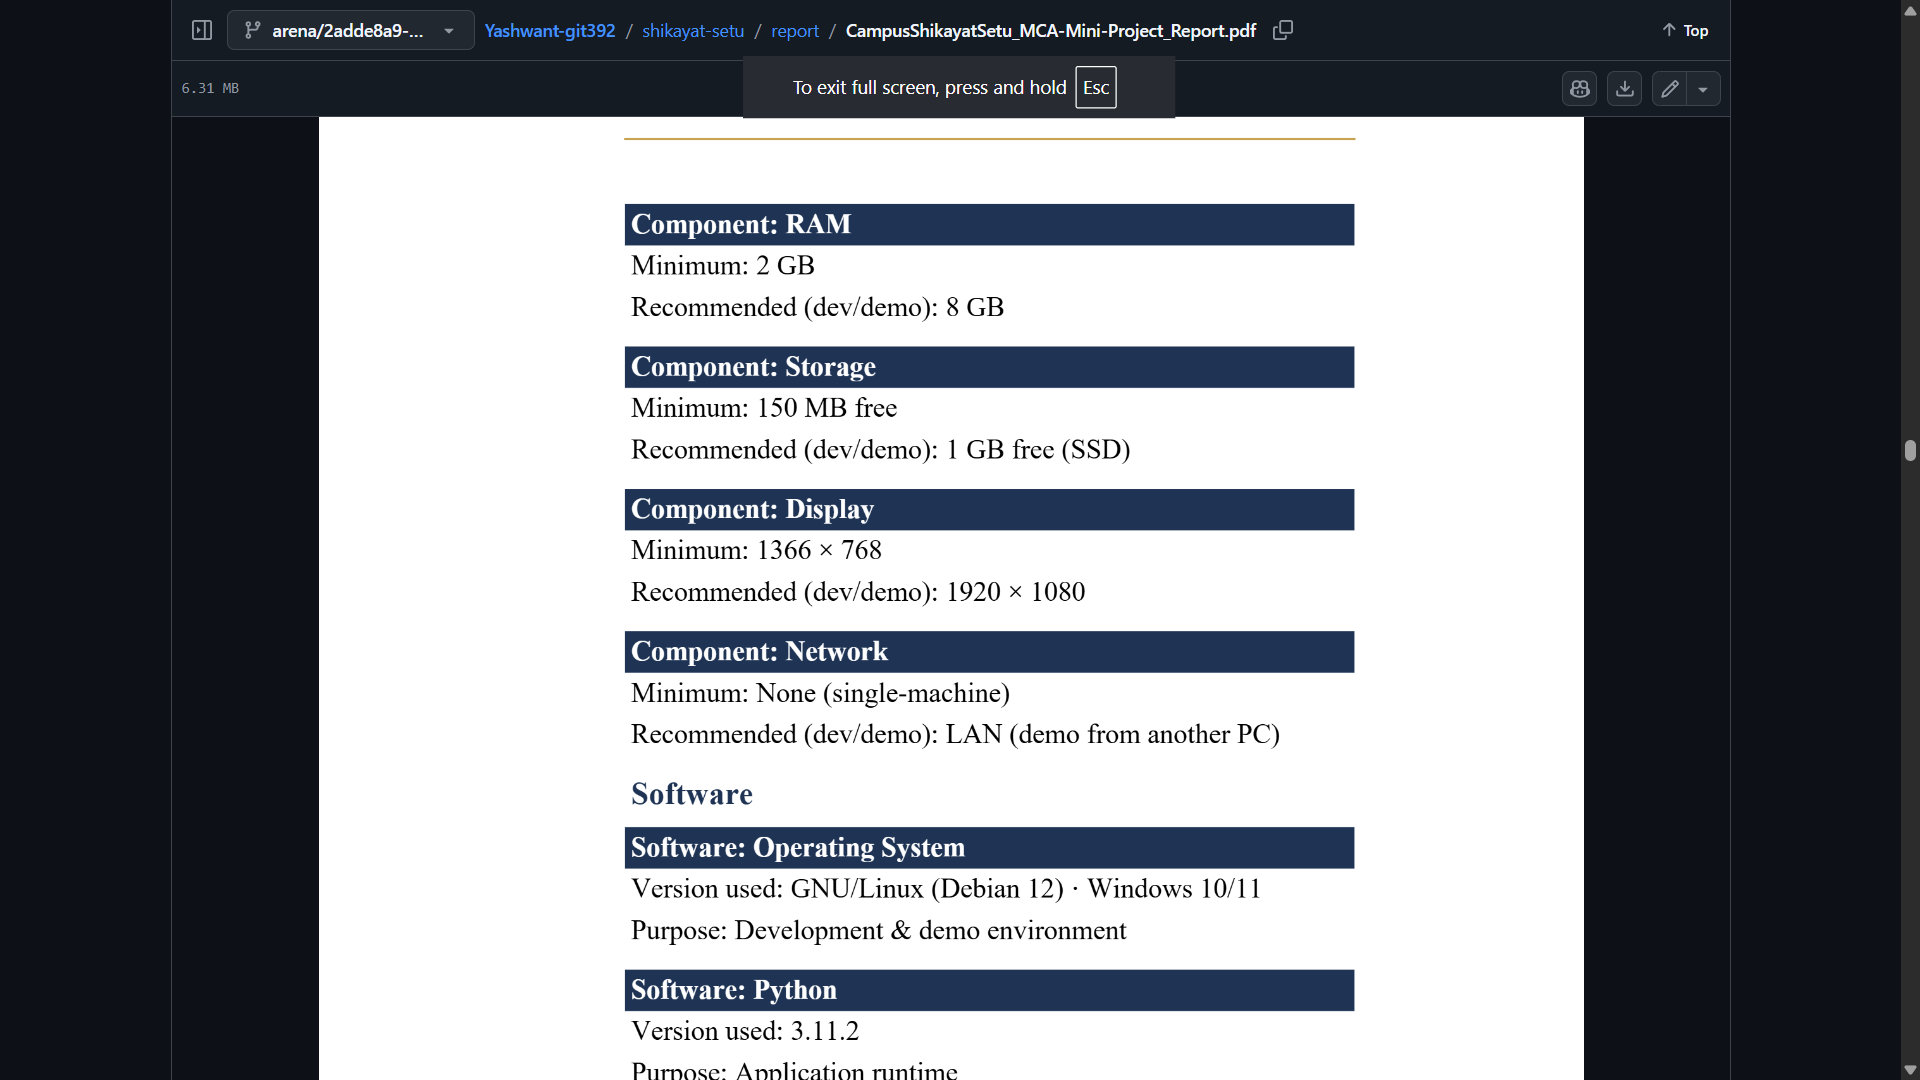 arena/2adde8a9-...
Yashwant-git392 / shikayat-setu / report / CampusShikayatSetu_MCA-Mini-Project_Report.pdf
Top
6.31 MB
To exit full screen, press and hold Esc
Component: RAM
Minimum: 2 GB
Recommended (dev/demo): 8 GB
Component: Storage
Minimum: 150 MB free
Recommended (dev/demo): 1 GB free (SSD)
Component: Display
Minimum: 1366 × 768
Recommended (dev/demo): 1920 × 1080
Component: Network
Minimum: None (single-machine)
Recommended (dev/demo): LAN (demo from another PC)
Software
Software: Operating System
Version used: GNU/Linux (Debian 12) · Windows 10/11
Purpose: Development & demo environment
Software: Python
Version used: 3.11.2
Purpose: Application runtime